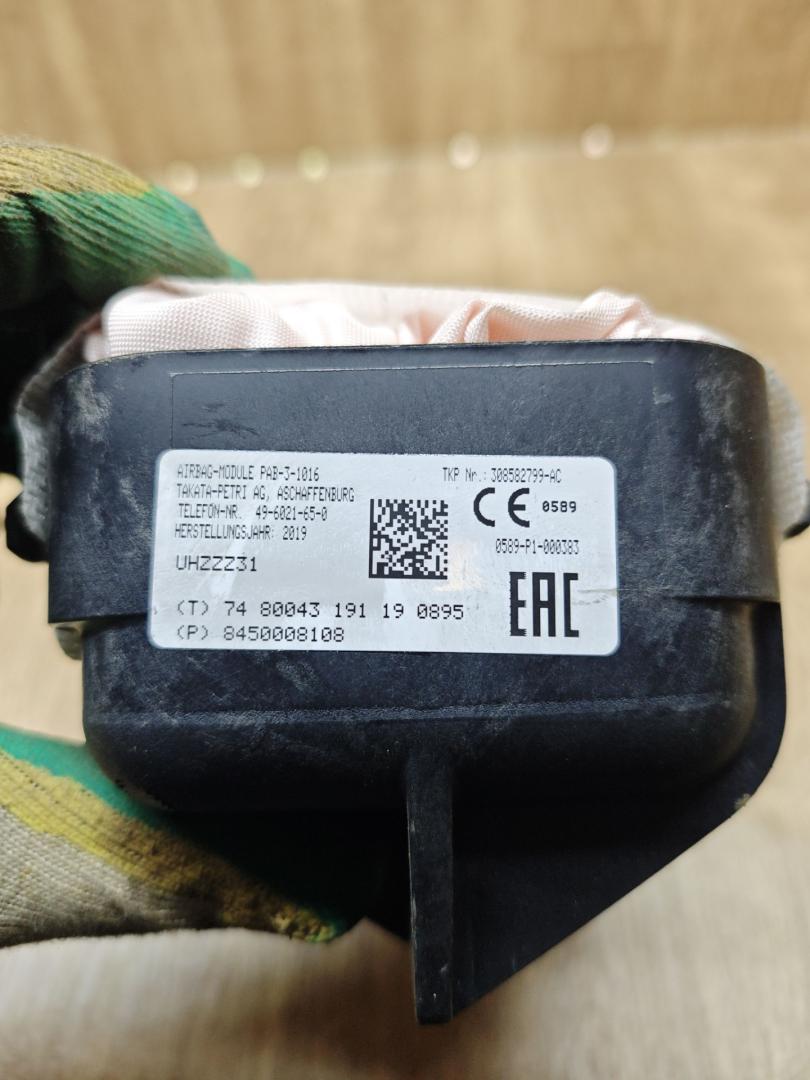 AIRBAG-MODULE PAB-3-1016
TAKATA-PETRI AG, ASCHAFFENBURG
TELEFON-NR. 49-6021-65-0
HERSTELLUNGSJAHR: 2019
UHZZZ31
TKP Nr.: 308582799-AC
CE 0589
0589-P1-000383
EAC
(T) 74 80043 191 19 0895
(P) 8450008108